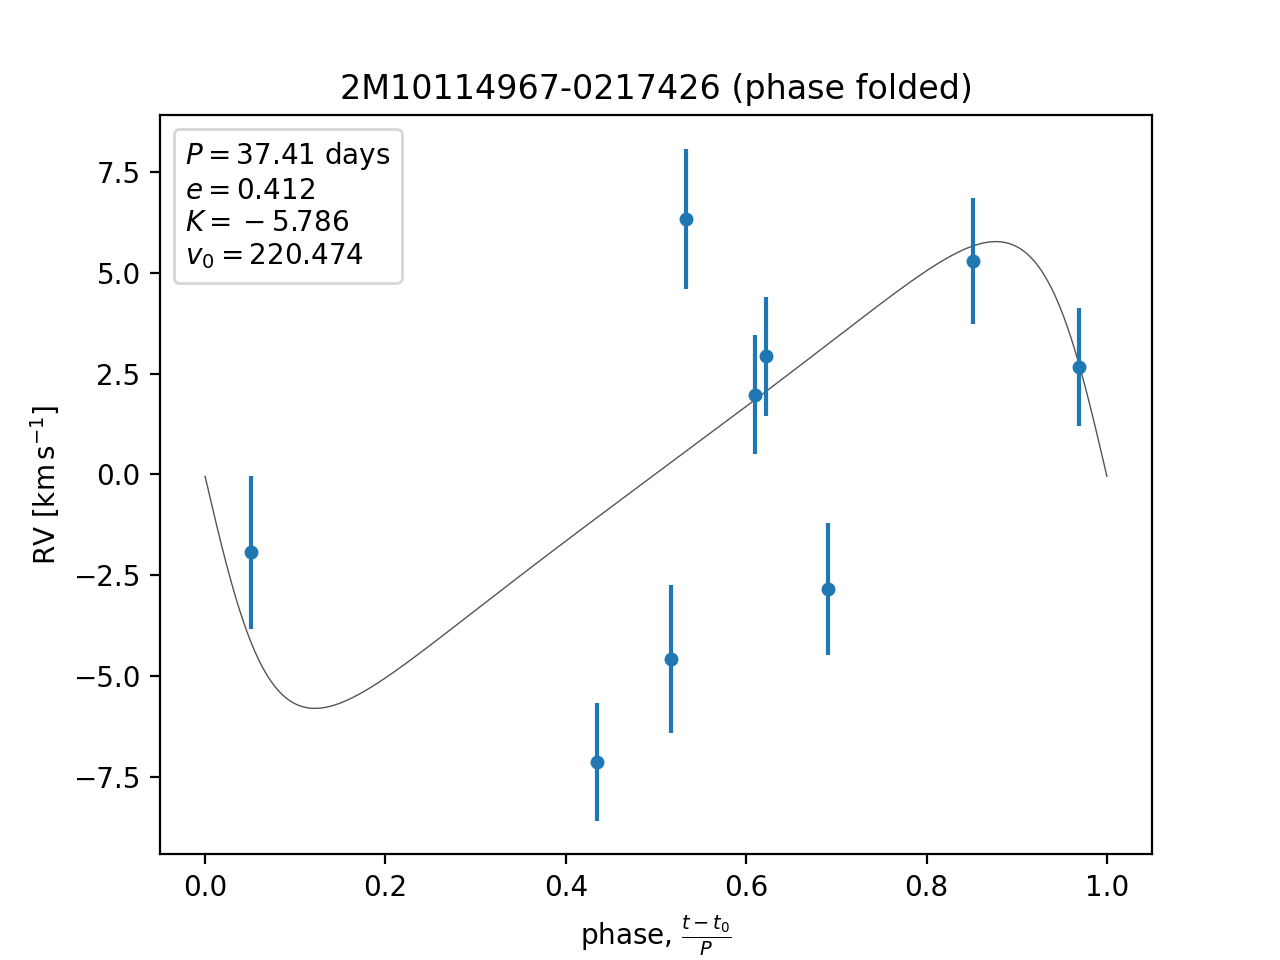 2M10114967-0217426 (phase folded)
P = 37.41 days
e = 0.412
K = −5.786
v₀ = 220.474
7.5
5.0
2.5
0.0
−2.5
−5.0
−7.5
RV [km s⁻¹]
0.0 0.2 0.4 0.6 0.8 1.0
phase, (t − t₀)/P